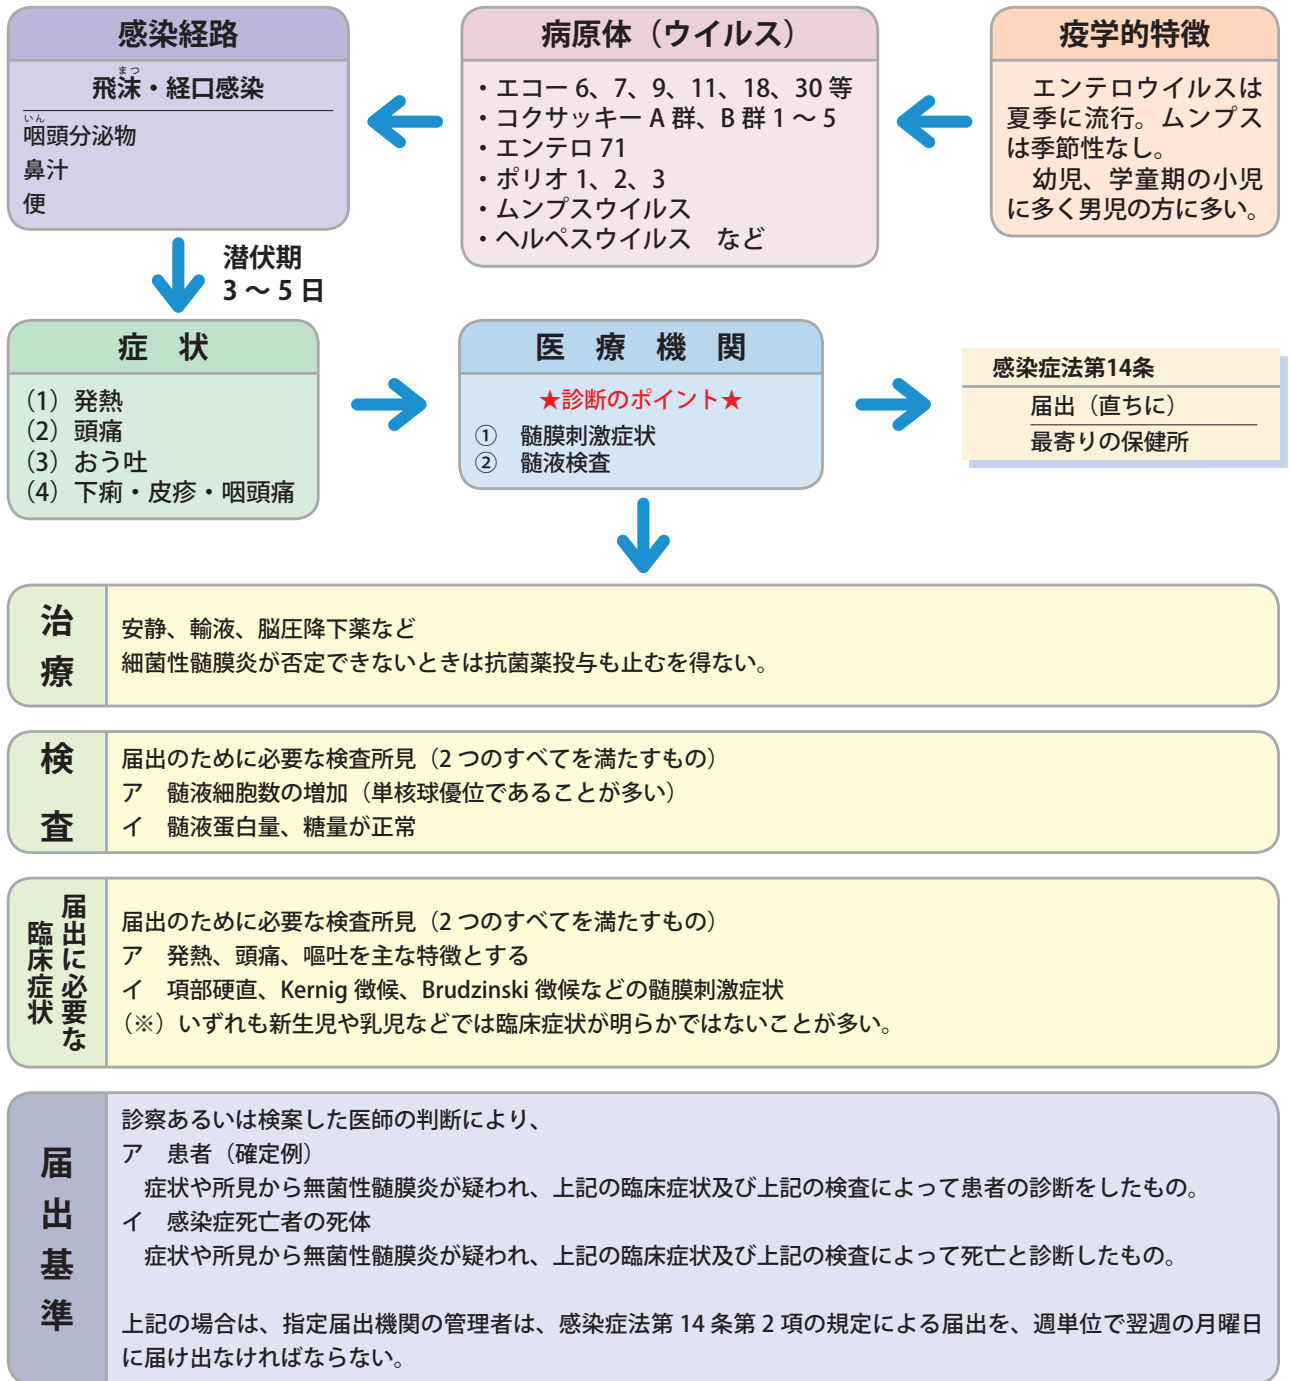 感染経路
飛沫・経口感染
まつ
咽頭分泌物
いん
鼻汁
便
病原体（ウイルス）
・エコー 6、7、9、11、18、30 等
・コクサッキー A 群、B 群 1 ～ 5
・エンテロ 71
・ポリオ 1、2、3
・ムンプスウイルス
・ヘルペスウイルス　など
疫学的特徴
　エンテロウイルスは
夏季に流行。ムンプス
は季節性なし。
　幼児、学童期の小児
に多く男児の方に多い。
潜伏期
3 ～ 5 日
症　状
（1）発熱
（2）頭痛
（3）おう吐
（4）下痢・皮疹・咽頭痛
医　療　機　関
★診断のポイント★
①　髄膜刺激症状
②　髄液検査
感染症法第14条
届出（直ちに）
最寄りの保健所
治療
安静、輸液、脳圧降下薬など
細菌性髄膜炎が否定できないときは抗菌薬投与も止むを得ない。
検査
届出のために必要な検査所見（2 つのすべてを満たすもの）
ア　髄液細胞数の増加（単核球優位であることが多い）
イ　髄液蛋白量、糖量が正常
届出に必要な
臨床症状
届出のために必要な検査所見（2 つのすべてを満たすもの）
ア　発熱、頭痛、嘔吐を主な特徴とする
イ　項部硬直、Kernig 徴候、Brudzinski 徴候などの髄膜刺激症状
（※）いずれも新生児や乳児などでは臨床症状が明らかではないことが多い。
届出基準
診察あるいは検案した医師の判断により、
ア　患者（確定例）
　症状や所見から無菌性髄膜炎が疑われ、上記の臨床症状及び上記の検査によって患者の診断をしたもの。
イ　感染症死亡者の死体
　症状や所見から無菌性髄膜炎が疑われ、上記の臨床症状及び上記の検査によって死亡と診断したもの。
上記の場合は、指定届出機関の管理者は、感染症法第 14 条第 2 項の規定による届出を、週単位で翌週の月曜日
に届け出なければならない。